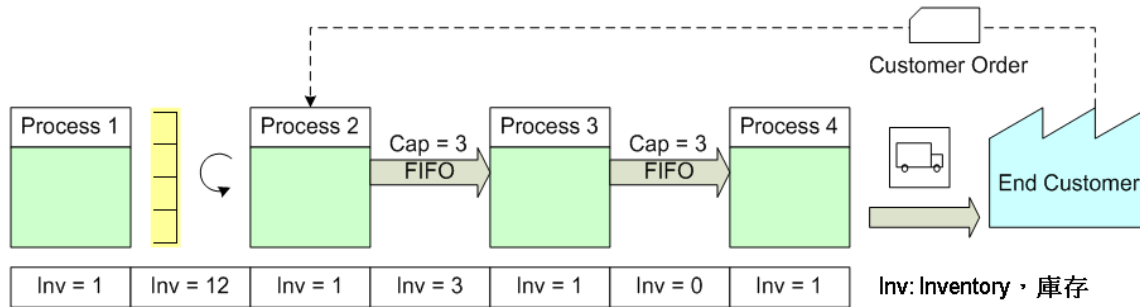 Customer Order
Process 1
Process 2
Process 3
Process 4
Cap = 3
FIFO
Cap = 3
FIFO
End Customer
Inv = 1
Inv = 12
Inv = 1
Inv = 3
Inv = 1
Inv = 0
Inv = 1
Inv: Inventory,庫存